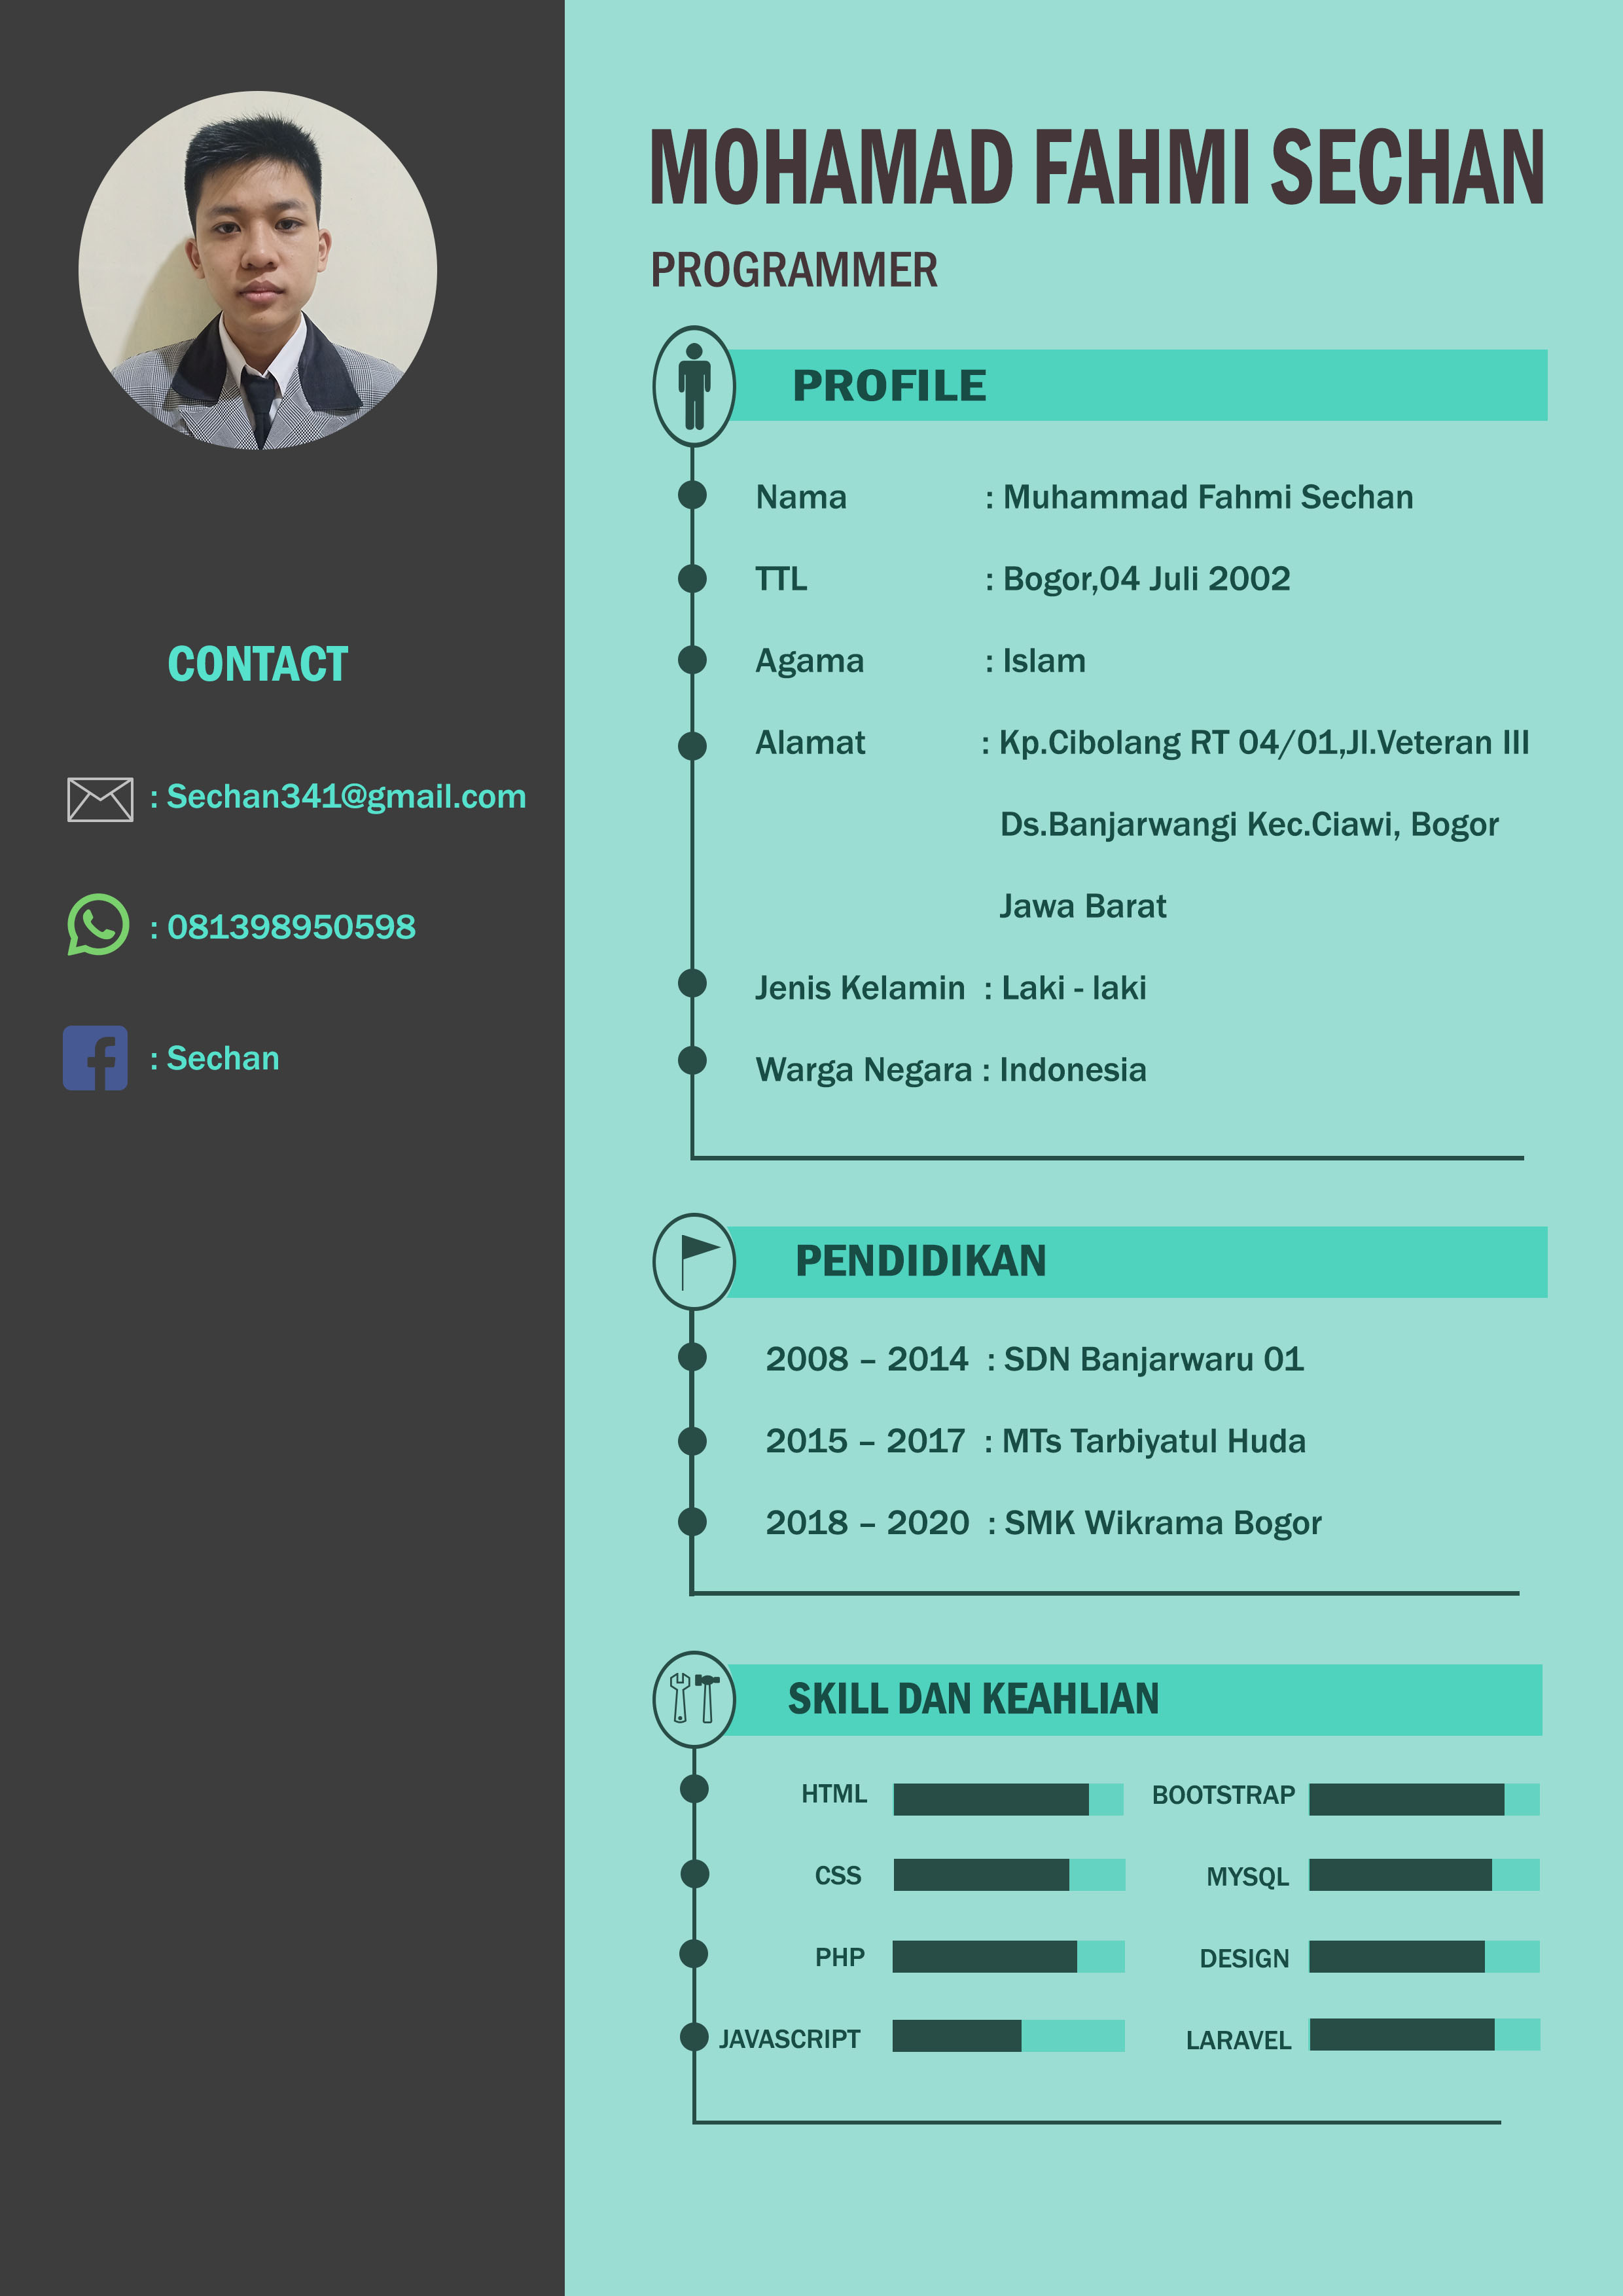 MOHAMAD FAHMI SECHAN
PROGRAMMER
CONTACT
: Sechan341@gmail.com
: 081398950598
: Sechan
PROFILE
Nama : Muhammad Fahmi Sechan
TTL : Bogor,04 Juli 2002
Agama : Islam
Alamat : Kp.Cibolang RT 04/01,Jl.Veteran III
Ds.Banjarwangi Kec.Ciawi, Bogor
Jawa Barat
Jenis Kelamin : Laki - laki
Warga Negara : Indonesia
PENDIDIKAN
2008 – 2014 : SDN Banjarwaru 01
2015 – 2017 : MTs Tarbiyatul Huda
2018 – 2020 : SMK Wikrama Bogor
SKILL DAN KEAHLIAN
HTML BOOTSTRAP
CSS MYSQL
PHP DESIGN
JAVASCRIPT LARAVEL